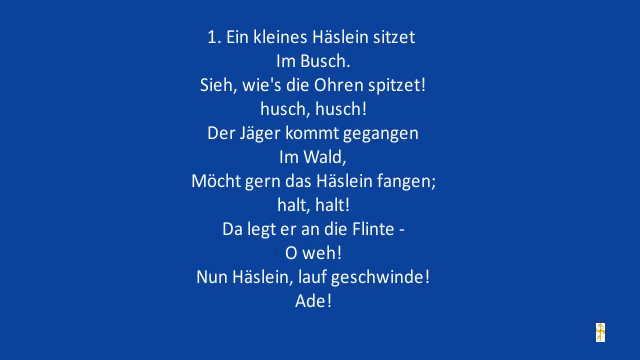 1. Ein kleines Häslein sitzet
Im Busch.
Sieh, wie's die Ohren spitzet!
husch, husch!
Der Jäger kommt gegangen
Im Wald,
Möcht gern das Häslein fangen;
halt, halt!
Da legt er an die Flinte -
O weh!
Nun Häslein, lauf geschwinde!
Ade!